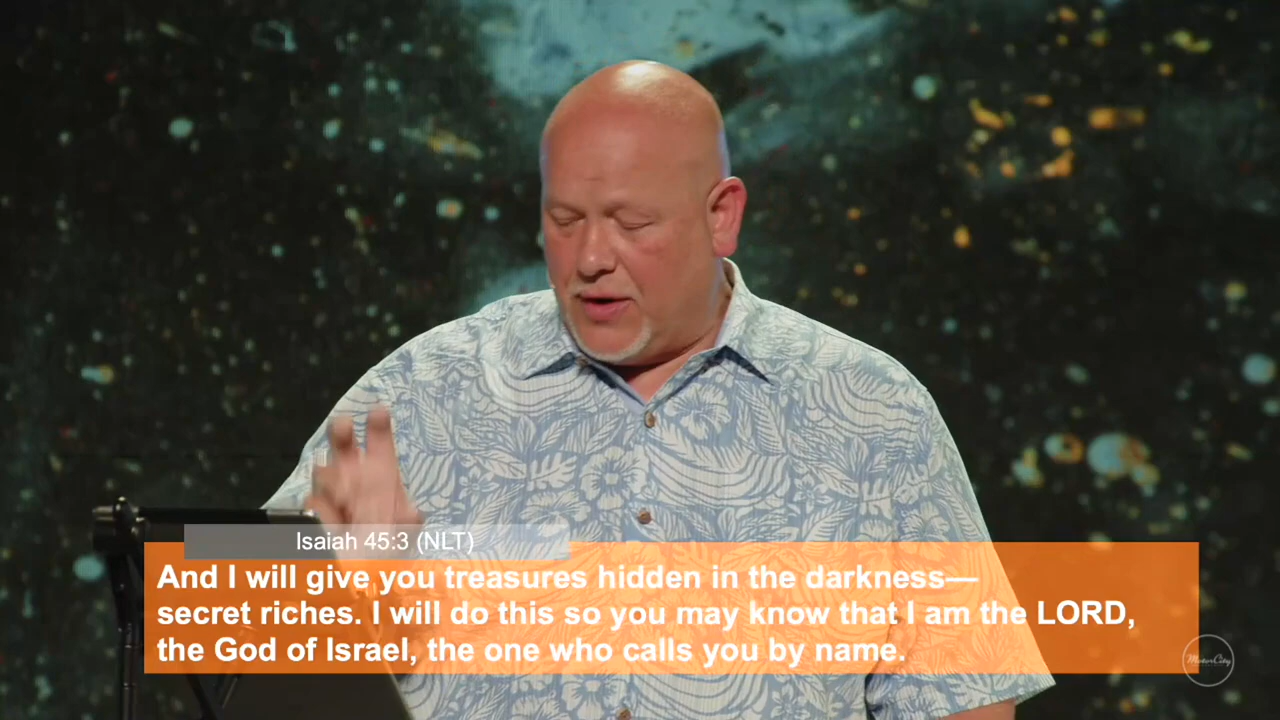 Isaiah 45:3 (NLT)
And I will give you treasures hidden in the darkness—
secret riches. I will do this so you may know that I am the LORD,
the God of Israel, the one who calls you by name.
MotorCity